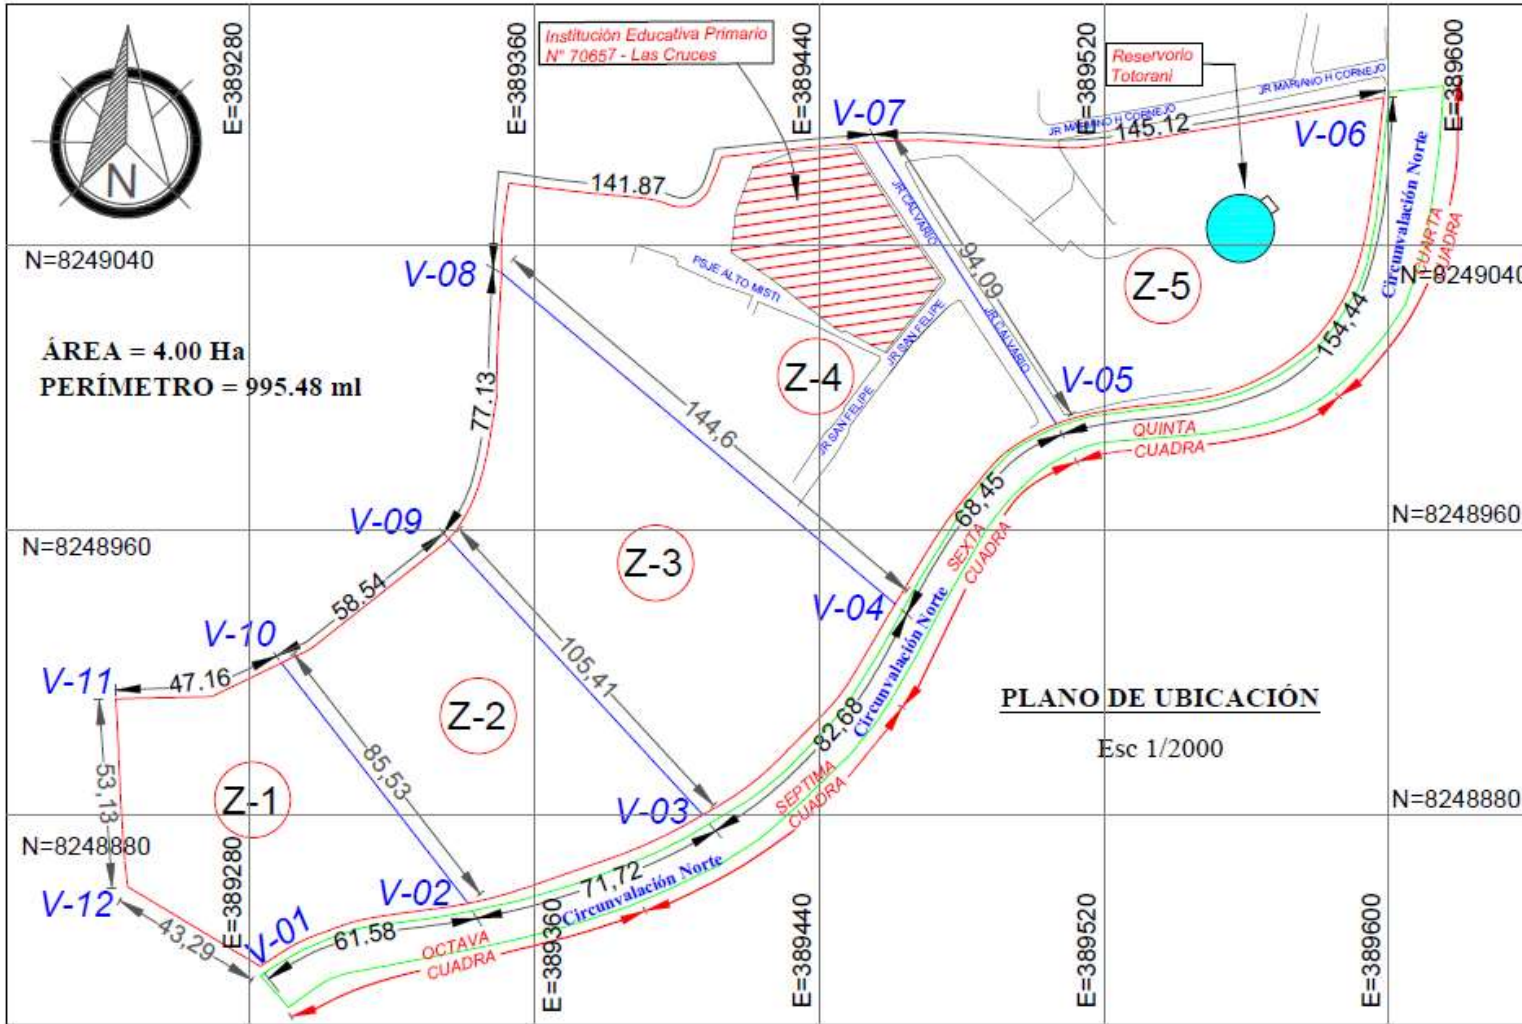 E=389280
E=389360
Institución Educativa Primario
N° 70657 - Las Cruces
E=389440
E=389520
Reservorio
Totorani
E=389600
JR MARIANO H CORNEJO
JR MARIANO H CORNEJO
V-07
145.12
V-06
N
141.87
JR CALVARIO
Circunvalación Norte
CUARTA
CUADRA
N=8249040
V-08
PSJE ALTO MISTI
94,09
Z-5
N=8249040
ÁREA = 4.00 Ha
PERÍMETRO = 995.48 ml
JR SAN FELIPE
JR CALVARIO
154,44
Z-4
V-05
77.13
144,6
JR SAN FELIPE
QUINTA
CUADRA
V-09
68,45
N=8248960
N=8248960
SEXTA
CUADRA
Z-3
58.54
V-04
V-10
Circunvalación Norte
105,41
V-11
47.16
PLANO DE UBICACIÓN
Z-2
82,68
Esc 1/2000
85,53
53,13
SEPTIMA
CUADRA
Z-1
V-03
N=8248880
N=8248880
E=389280
71,72
Circunvalación Norte
V-02
V-12
43,29
V-01
61.58
OCTAVA
CUADRA
E=389360
E=389440
E=389520
E=389600